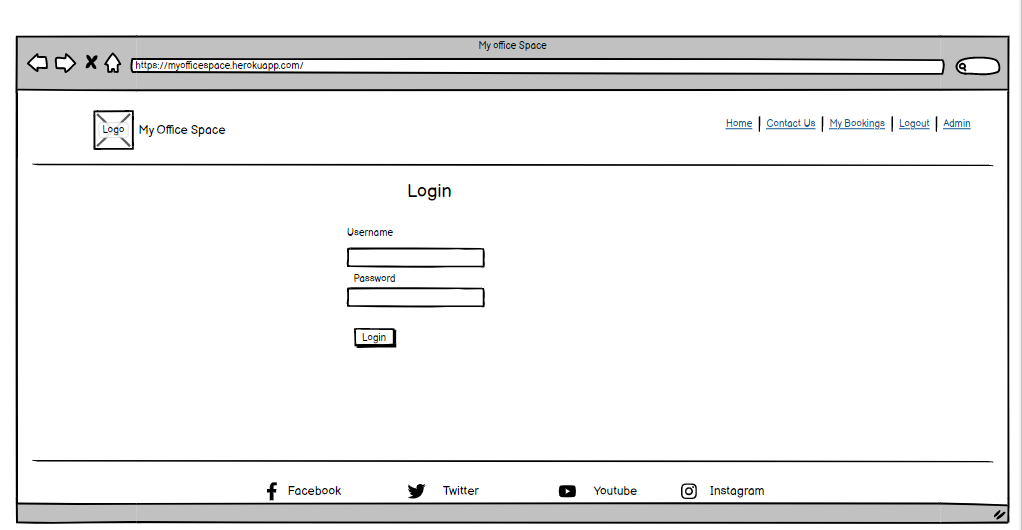 My office Space
https://myofficespace.herokuapp.com/
Logo My Office Space
Home Contact Us My Bookings Logout Admin
Login
Username
Password
Login
Facebook Twitter Youtube Instagram